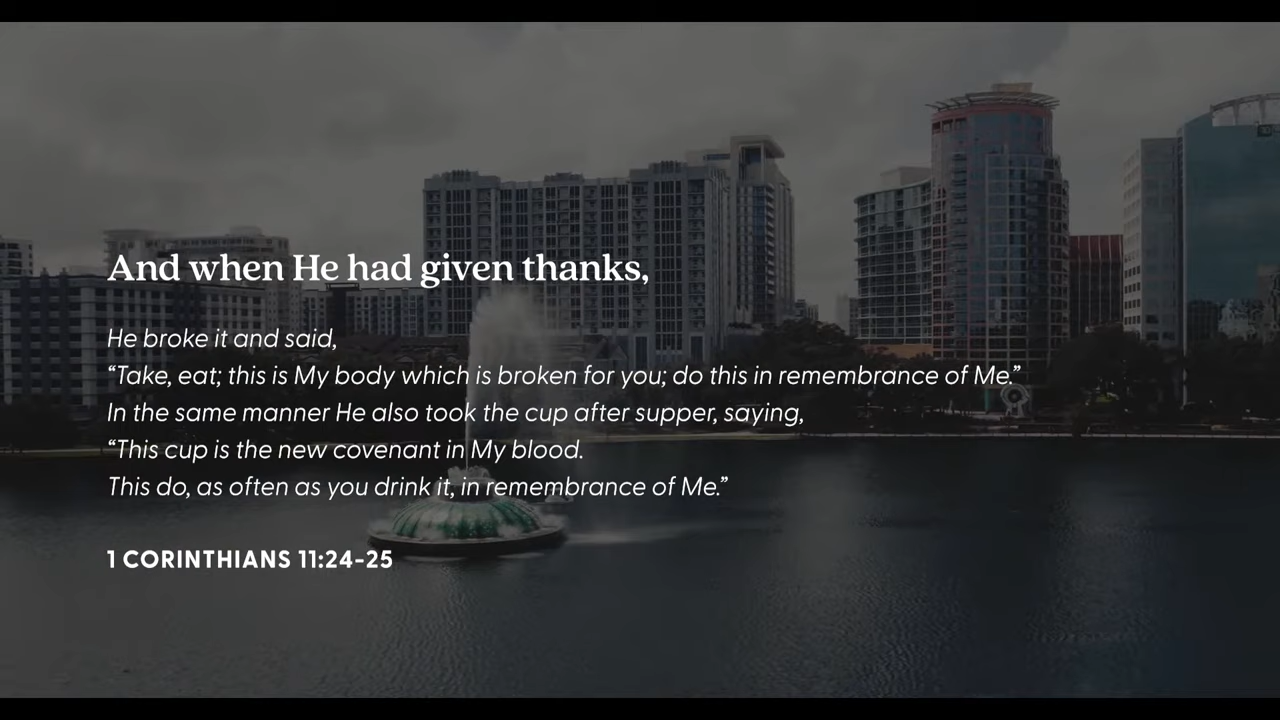 And when He had given thanks,
He broke it and said,
“Take, eat; this is My body which is broken for you; do this in remembrance of Me.”
In the same manner He also took the cup after supper, saying,
“This cup is the new covenant in My blood.
This do, as often as you drink it, in remembrance of Me.”
1 CORINTHIANS 11:24-25